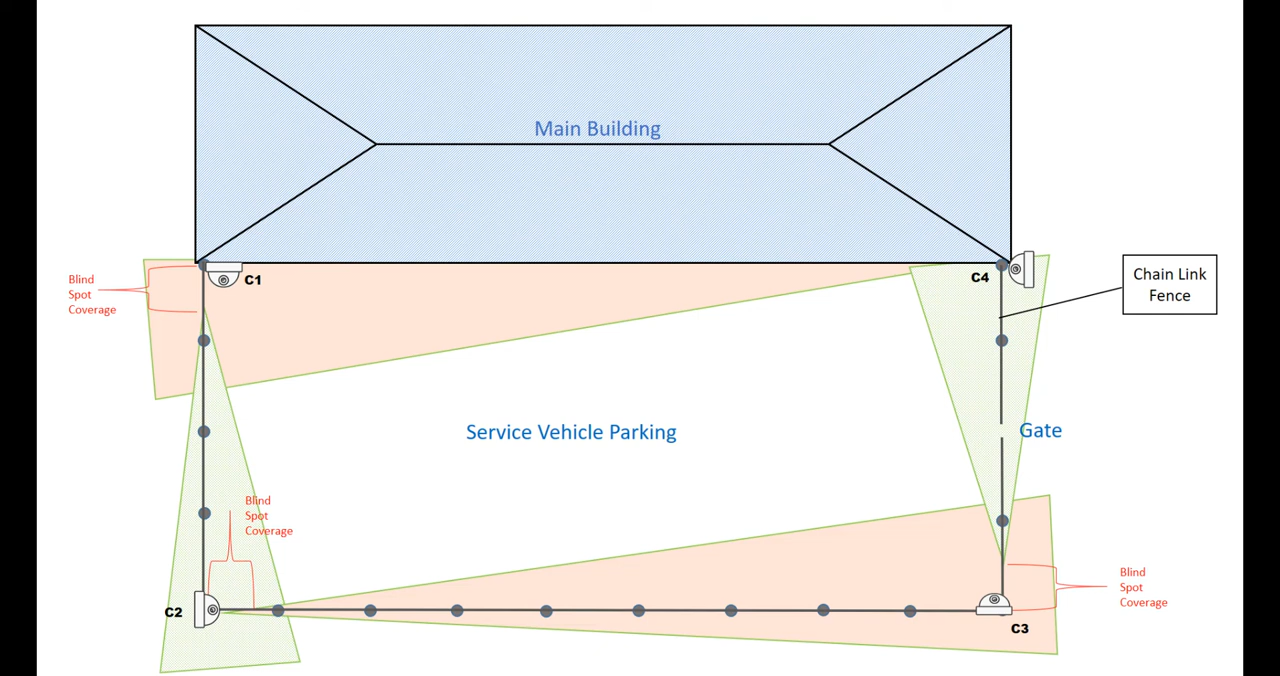 Main Building
Blind
Spot
Coverage
C1
C4
Chain Link
Fence
Service Vehicle Parking
Gate
Blind
Spot
Coverage
C2
Blind
Spot
Coverage
C3